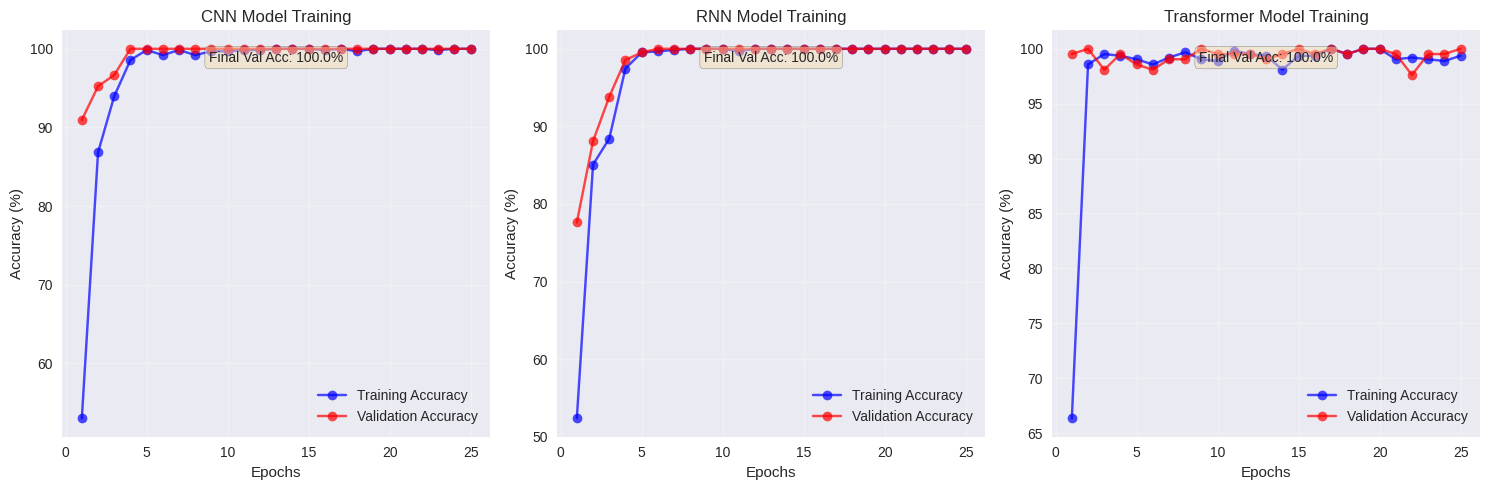 CNN Model Training
Final Val Acc: 100.0%
Accuracy (%)
100
90
80
70
60
0
5
10
15
20
25
Epochs
Training Accuracy
Validation Accuracy
RNN Model Training
Final Val Acc: 100.0%
Accuracy (%)
100
90
80
70
60
50
0
5
10
15
20
25
Epochs
Training Accuracy
Validation Accuracy
Transformer Model Training
Final Val Acc: 100.0%
Accuracy (%)
100
95
90
85
80
75
70
65
0
5
10
15
20
25
Epochs
Training Accuracy
Validation Accuracy